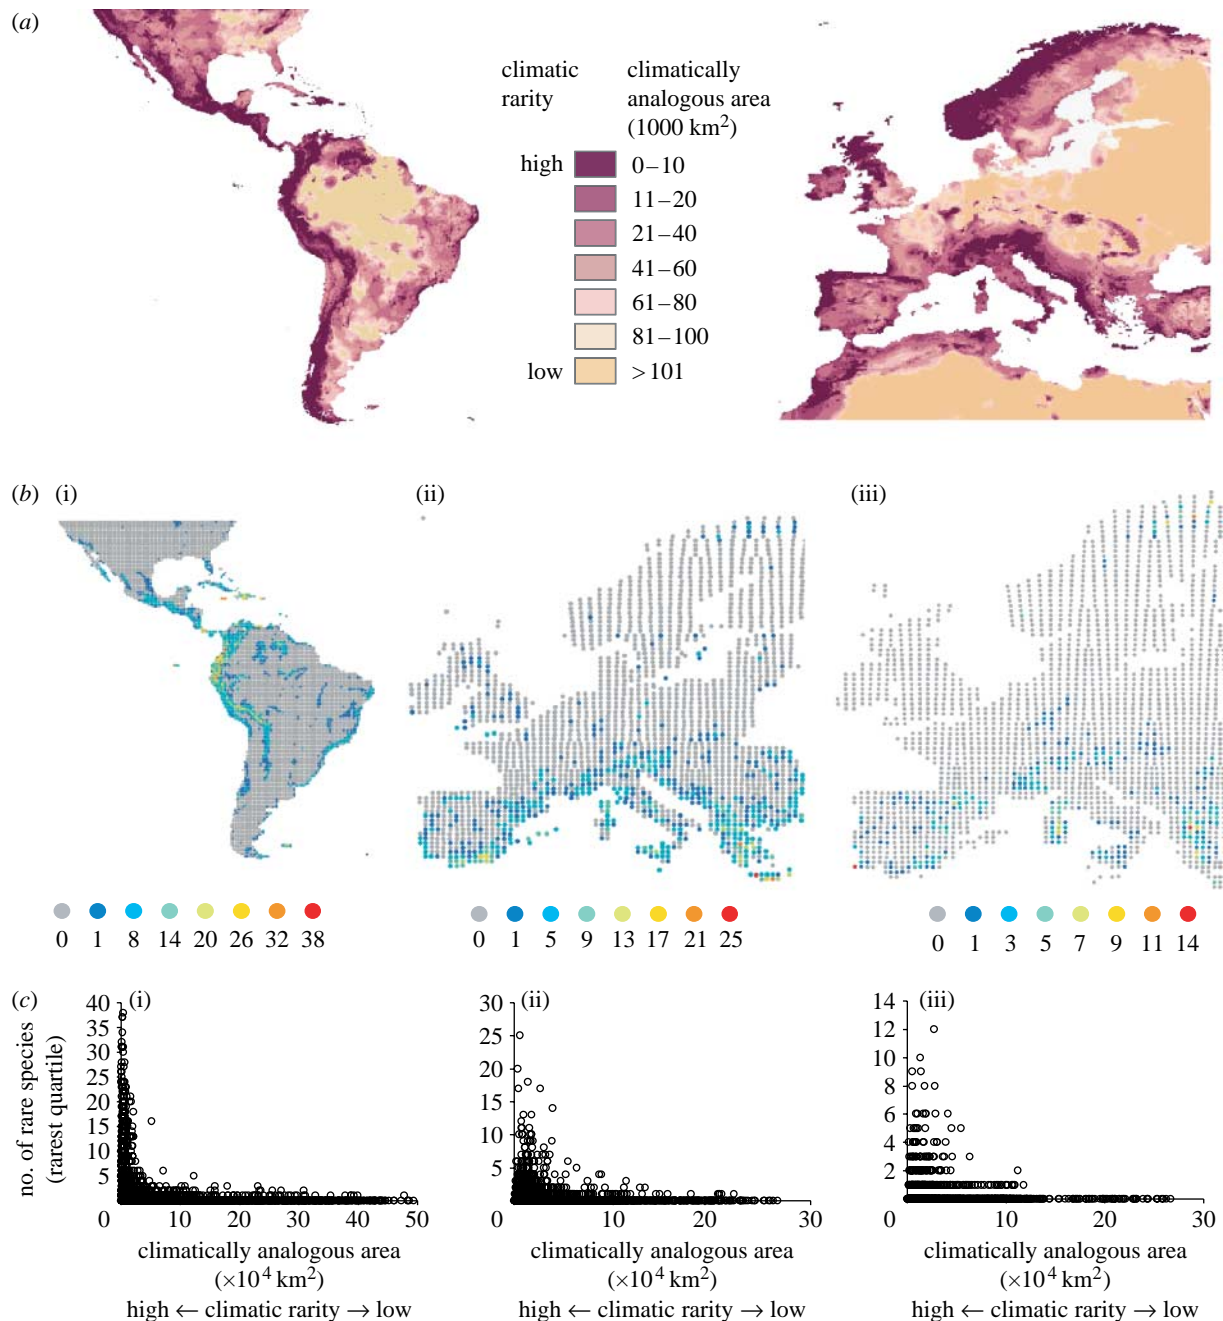 (a)
climatic rarity
climatically analogous area (1000 km²)
high 0–10
11–20
21–40
41–60
61–80
81–100
low >101
(b) (i) (ii) (iii)
0 1 8 14 20 26 32 38
0 1 5 9 13 17 21 25
0 1 3 5 7 9 11 14
(c) (i)
no. of rare species (rarest quartile)
40
35
30
25
20
15
10
5
0 10 20 30 40 50
climatically analogous area
(×10⁴ km²)
high ← climatic rarity → low
(ii)
30
25
20
15
10
5
0 10 20 30
climatically analogous area
(×10⁴ km²)
high ← climatic rarity → low
(iii)
14
12
10
8
6
4
2
0 10 20 30
climatically analogous area
(×10⁴ km²)
high ← climatic rarity → low